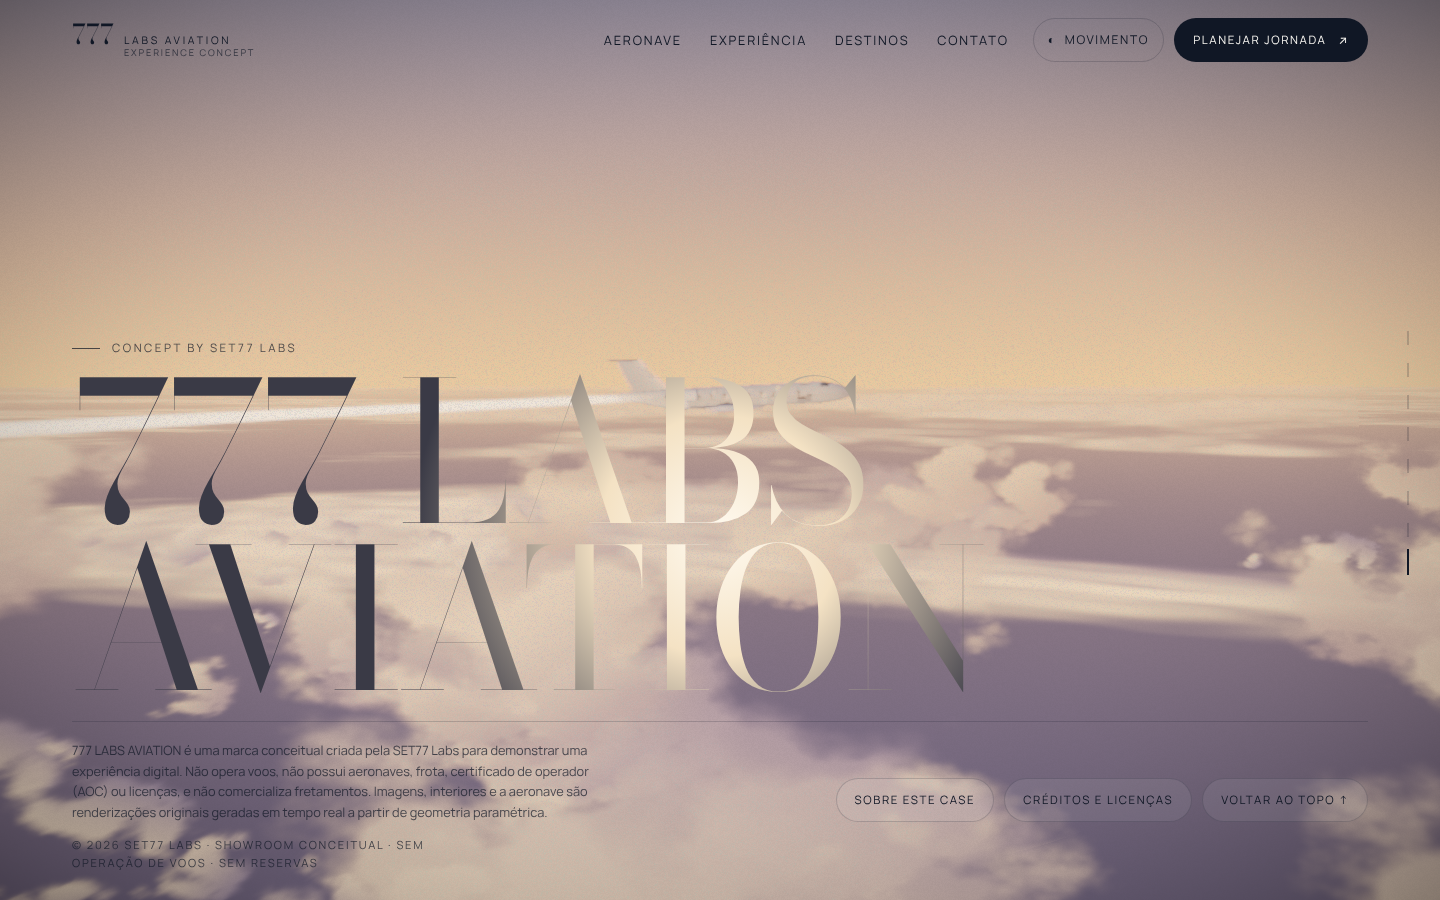 777 LABS AVIATION
EXPERIENCE CONCEPT
AERONAVE EXPERIÊNCIA DESTINOS CONTATO MOVIMENTO PLANEJAR JORNADA ↗
CONCEPT BY SET77 LABS
777 LABS
AVIATION
777 LABS AVIATION é uma marca conceitual criada pela SET77 Labs para demonstrar uma
experiência digital. Não opera voos, não possui aeronaves, frota, certificado de operador
(AOC) ou licenças, e não comercializa fretamentos. Imagens, interiores e a aeronave são
renderizações originais geradas em tempo real a partir de geometria paramétrica.
SOBRE ESTE CASE CRÉDITOS E LICENÇAS VOLTAR AO TOPO ↑
© 2026 SET77 LABS · SHOWROOM CONCEITUAL · SEM
OPERAÇÃO DE VOOS · SEM RESERVAS